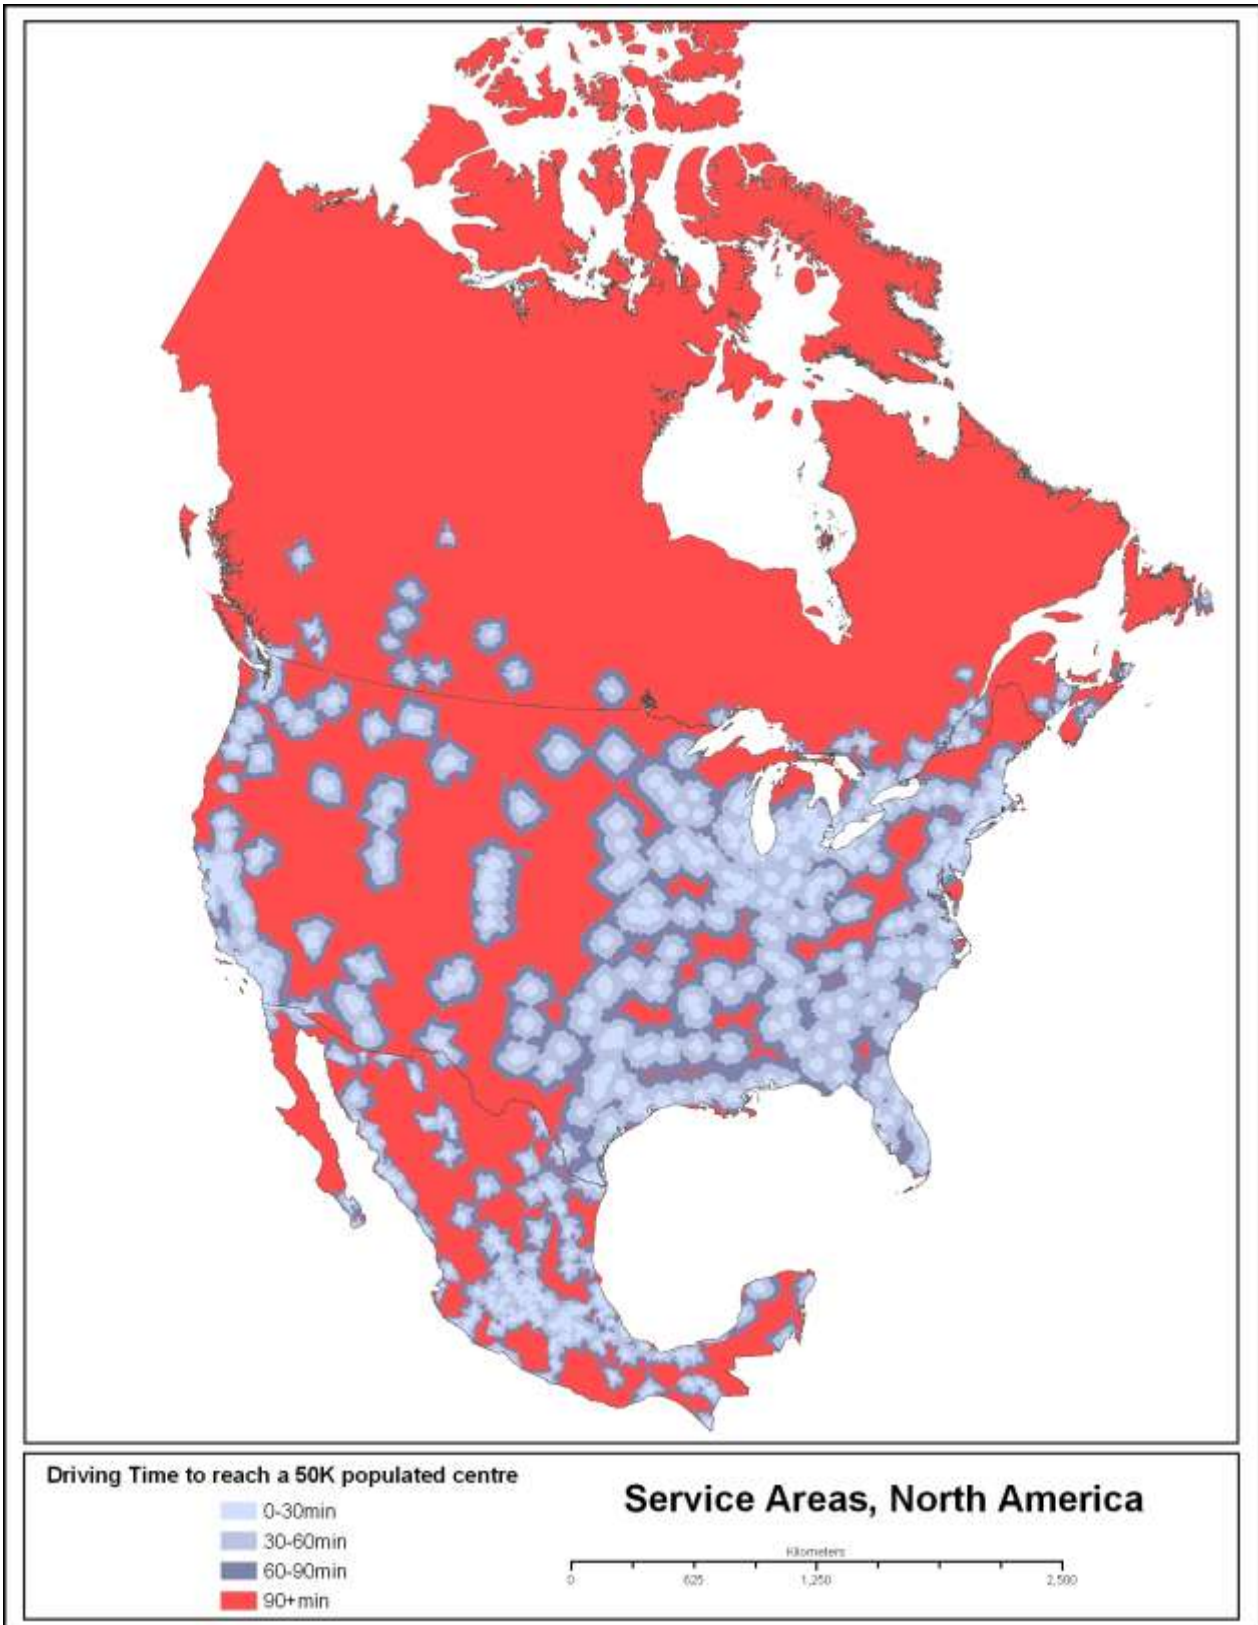 Driving Time to reach a 50K populated centre
0-30min
30-60min
60-90min
90+min
Service Areas, North America
Kilometers
0 625 1,250 2,500